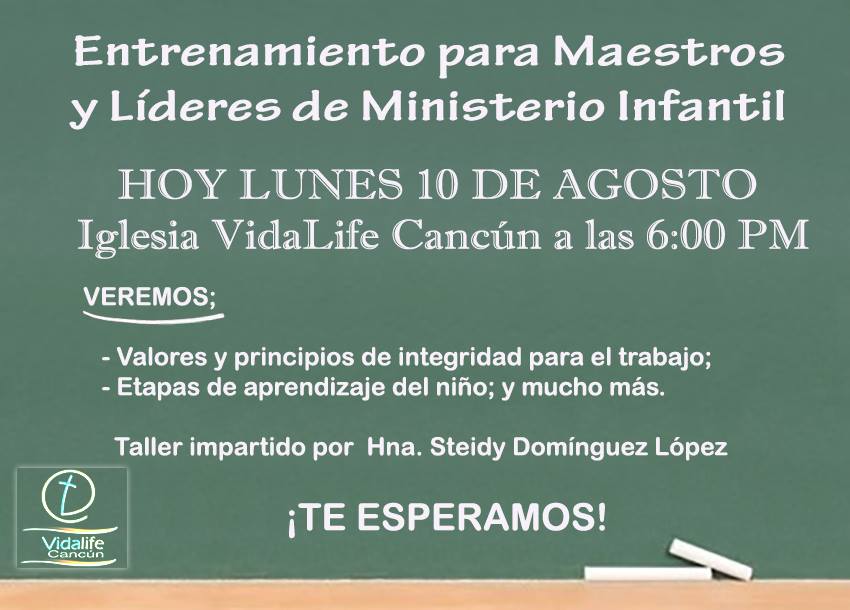 Entrenamiento para Maestros
y Líderes de Ministerio Infantil
HOY LUNES 10 DE AGOSTO
Iglesia VidaLife Cancún a las 6:00 PM
VEREMOS;
- Valores y principios de integridad para el trabajo;
- Etapas de aprendizaje del niño; y mucho más.
Taller impartido por Hna. Steidy Domínguez López
¡TE ESPERAMOS!
Vidalife
Cancún